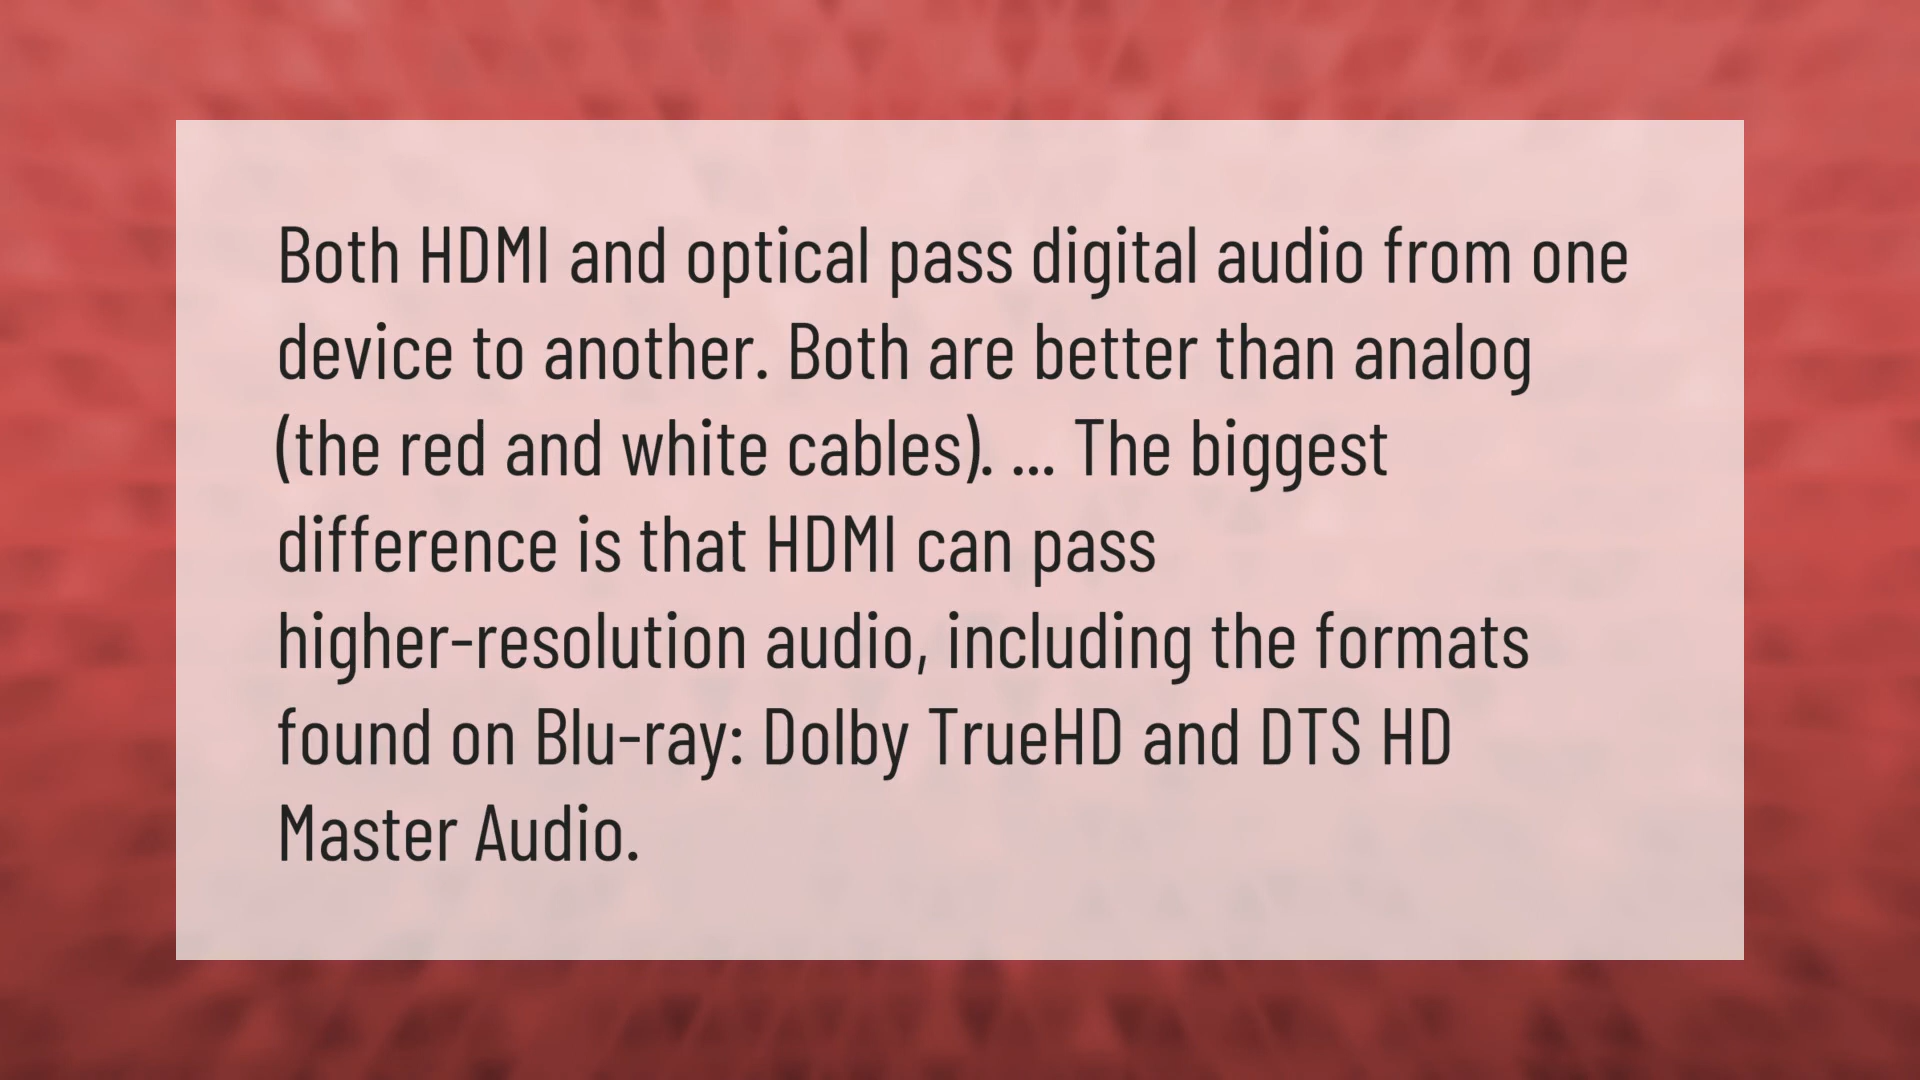 Both HDMI and optical pass digital audio from one
device to another. Both are better than analog
(the red and white cables). ... The biggest
difference is that HDMI can pass
higher-resolution audio, including the formats
found on Blu-ray: Dolby TrueHD and DTS HD
Master Audio.